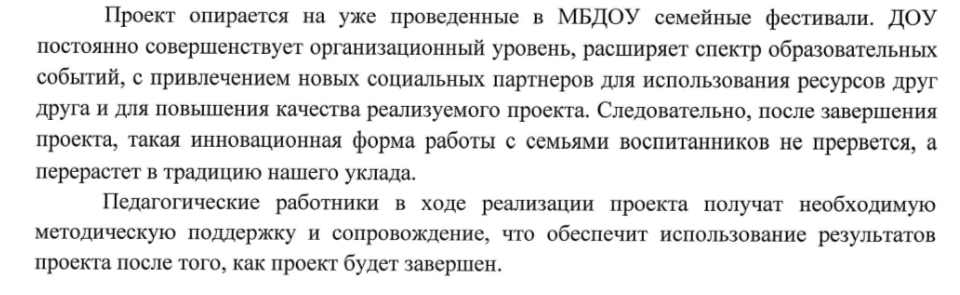 Проект опирается на уже проведенные в МБДОУ семейные фестивали. ДОУ
постоянно совершенствует организационный уровень, расширяет спектр образовательных
событий, с привлечением новых социальных партнеров для использования ресурсов друг
друга и для повышения качества реализуемого проекта. Следовательно, после завершения
проекта, такая инновационная форма работы с семьями воспитанников не прервется, а
перерастет в традицию нашего уклада.
Педагогические работники в ходе реализации проекта получат необходимую
методическую поддержку и сопровождение, что обеспечит использование результатов
проекта после того, как проект будет завершен.